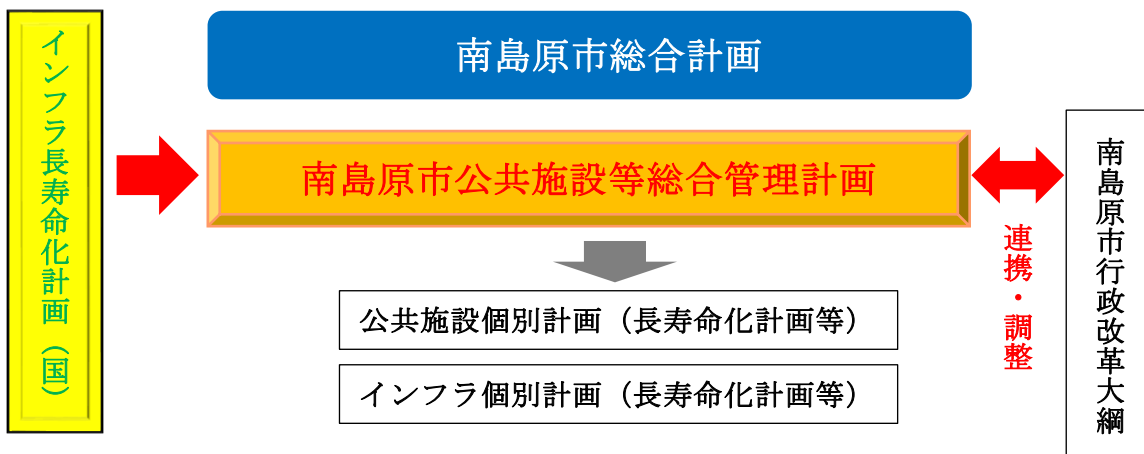 インフラ長寿命化計画（国）
南島原市総合計画
南島原市公共施設等総合管理計画
公共施設個別計画（長寿命化計画等）
インフラ個別計画（長寿命化計画等）
連携・調整
南島原市行政改革大綱